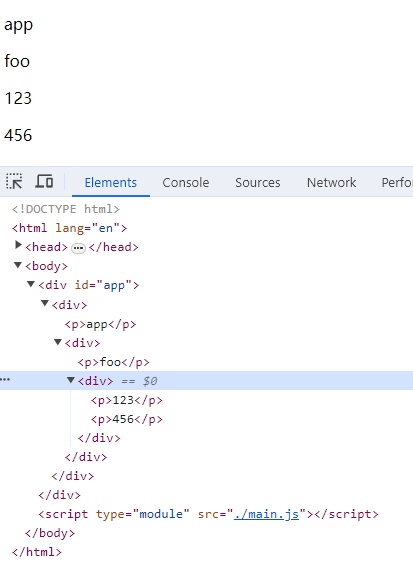 app
foo
123
456
Elements Console Sources Network Perfo
<!DOCTYPE html>
<html lang="en">
<head> ••• </head>
<body>
<div id="app">
<div>
<p>app</p>
<div>
<p>foo</p>
••• <div> == $0
<p>123</p>
<p>456</p>
</div>
</div>
</div>
</div>
<script type="module" src="./main.js"></script>
</body>
</html>